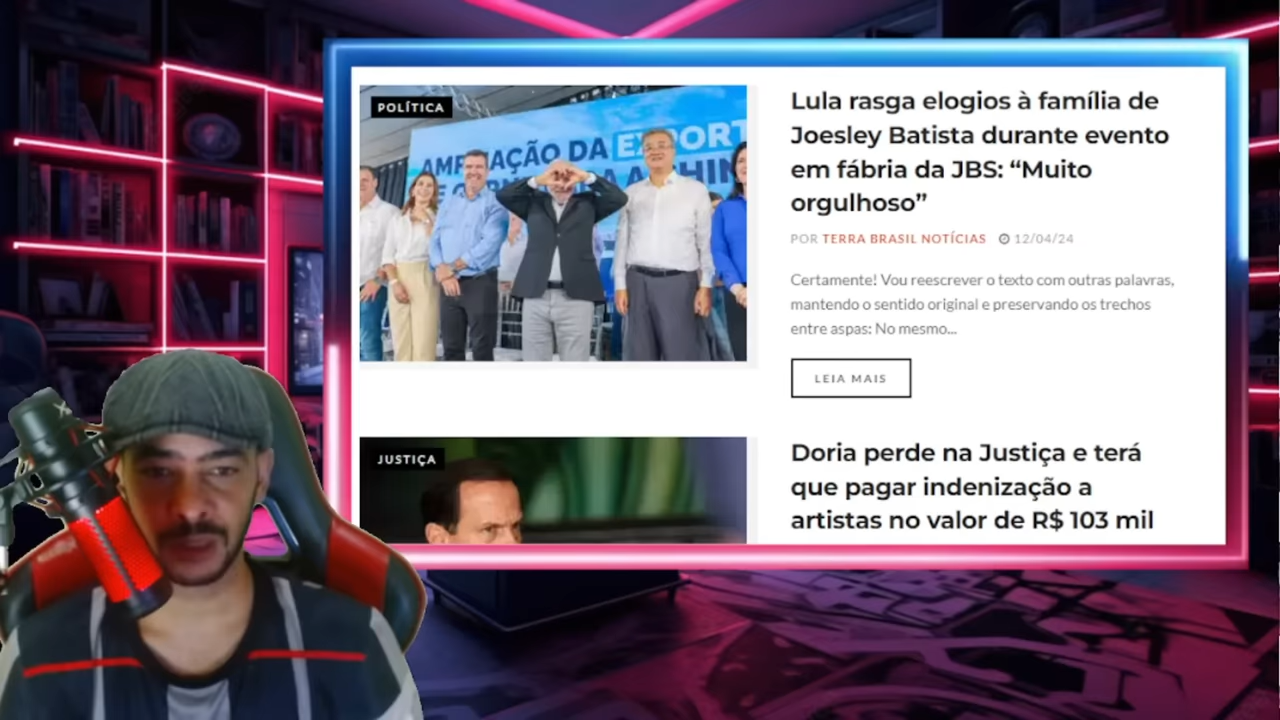 POLÍTICA
AMPLIAÇÃO DA EXPORT
Lula rasga elogios à família de
Joesley Batista durante evento
em fábria da JBS: “Muito
orgulhoso”
POR TERRA BRASIL NOTÍCIAS 12/04/24
Certamente! Vou reescrever o texto com outras palavras,
mantendo o sentido original e preservando os trechos
entre aspas: No mesmo...
LEIA MAIS
JUSTIÇA
Doria perde na Justiça e terá
que pagar indenização a
artistas no valor de R$ 103 mil